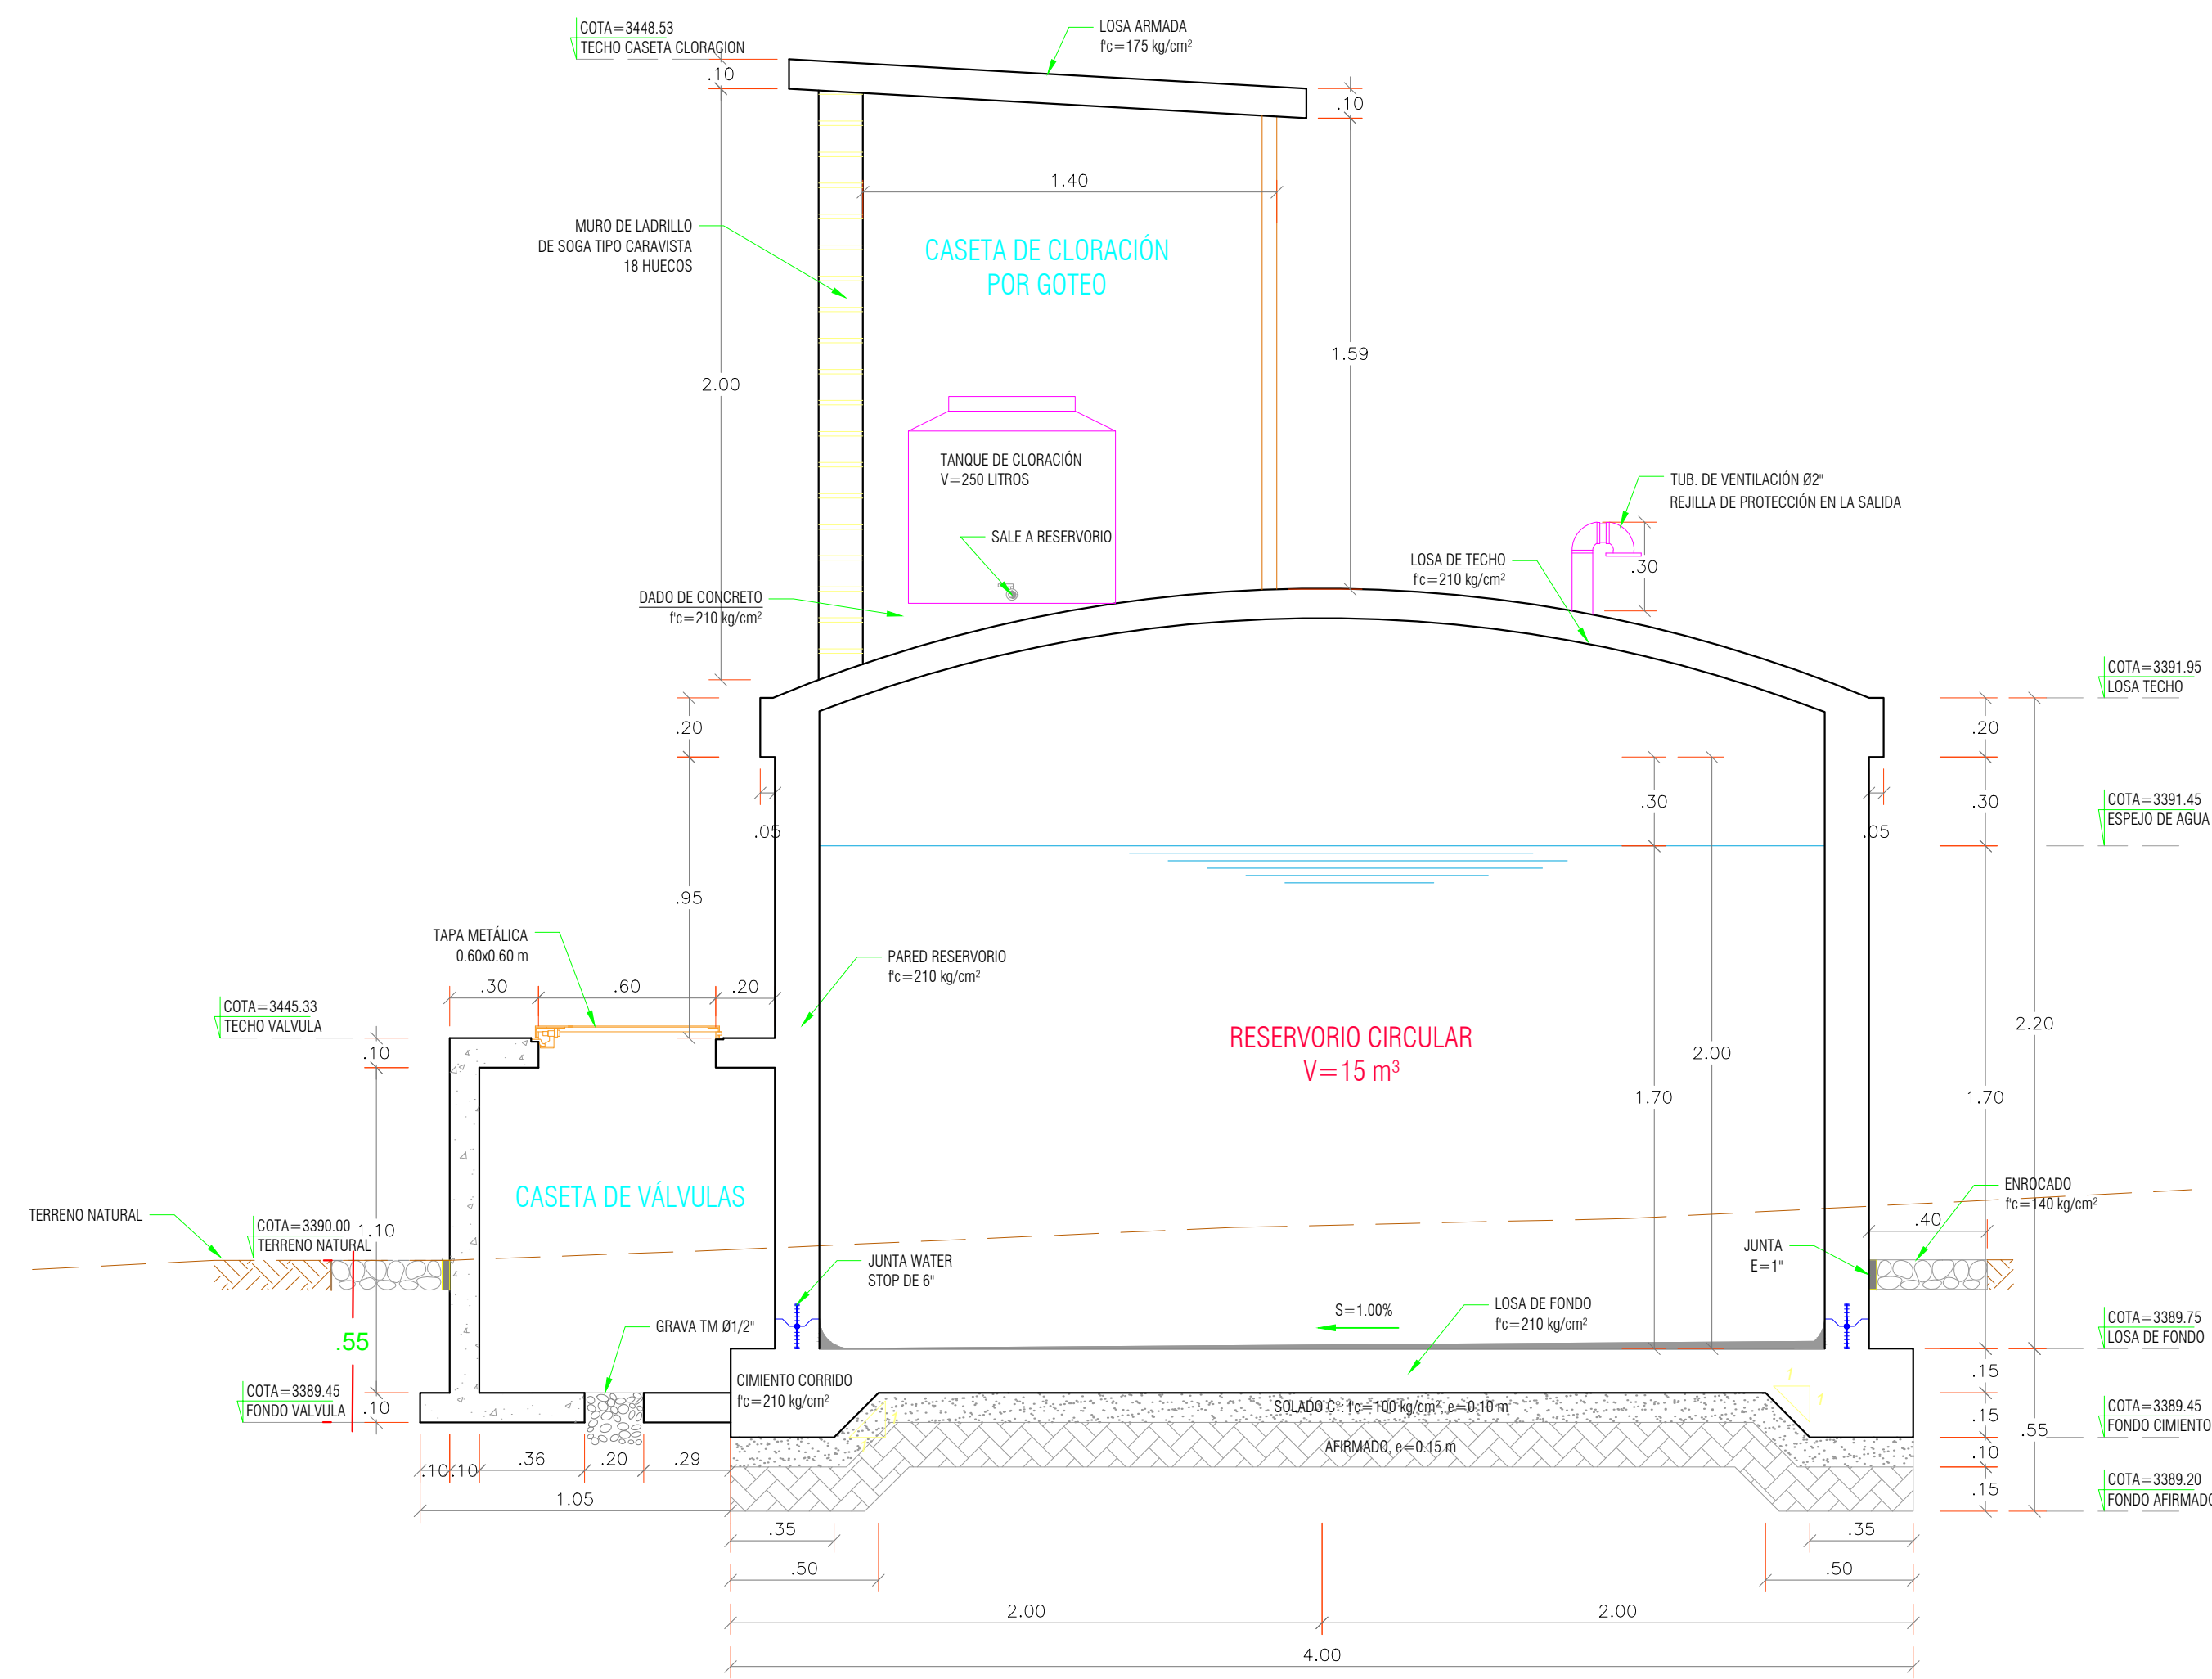 COTA=3448.53
TECHO CASETA CLORACION
LOSA ARMADA
f'c=175 kg/cm²
.10
.10
1.40
MURO DE LADRILLO
DE SOGA TIPO CARAVISTA
18 HUECOS
CASETA DE CLORACIÓN
POR GOTEO
2.00
1.59
TANQUE DE CLORACIÓN
V=250 LITROS
SALE A RESERVORIO
TUB. DE VENTILACIÓN Ø2"
REJILLA DE PROTECCIÓN EN LA SALIDA
.30
LOSA DE TECHO
f'c=210 kg/cm²
DADO DE CONCRETO
f'c=210 kg/cm²
COTA=3391.95
LOSA TECHO
.20
.20
.05
.30
.30
.05
COTA=3391.45
ESPEJO DE AGUA
.95
TAPA METÁLICA
0.60x0.60 m
PARED RESERVORIO
f'c=210 kg/cm²
.30
.60
.20
COTA=3445.33
TECHO VALVULA
.10
RESERVORIO CIRCULAR
V=15 m³
2.00
2.20
1.70
1.70
CASETA DE VÁLVULAS
ENROCADO
f'c=140 kg/cm²
.40
TERRENO NATURAL
COTA=3390.00
TERRENO NATURAL
1.10
JUNTA
E=1"
JUNTA WATER
STOP DE 6"
S=1.00%
LOSA DE FONDO
f'c=210 kg/cm²
GRAVA TM Ø1/2"
.55
COTA=3389.75
LOSA DE FONDO
CIMIENTO CORRIDO
f'c=210 kg/cm²
COTA=3389.45
FONDO VALVULA
.10
1
1
SOLADO C°: f'c=100 kg/cm², e=0.10 m
AFIRMADO, e=0.15 m
.15
.15
.10
.15
.55
COTA=3389.45
FONDO CIMIENTO
COTA=3389.20
FONDO AFIRMADO
.10
.10
.36
.20
.29
1.05
.35
.35
.50
.50
2.00
2.00
4.00